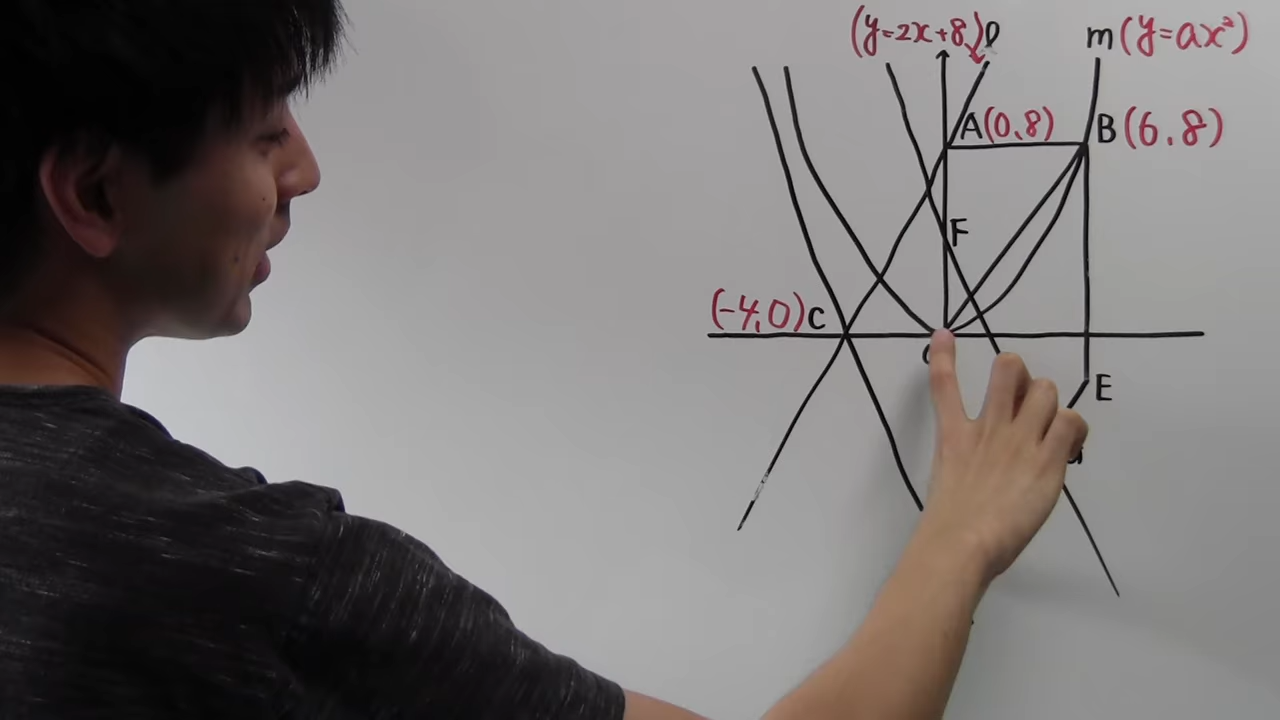 (y=2x+8) l
m (y=ax²)
A(0,8)
B(6,8)
F
(-4,0) C
E